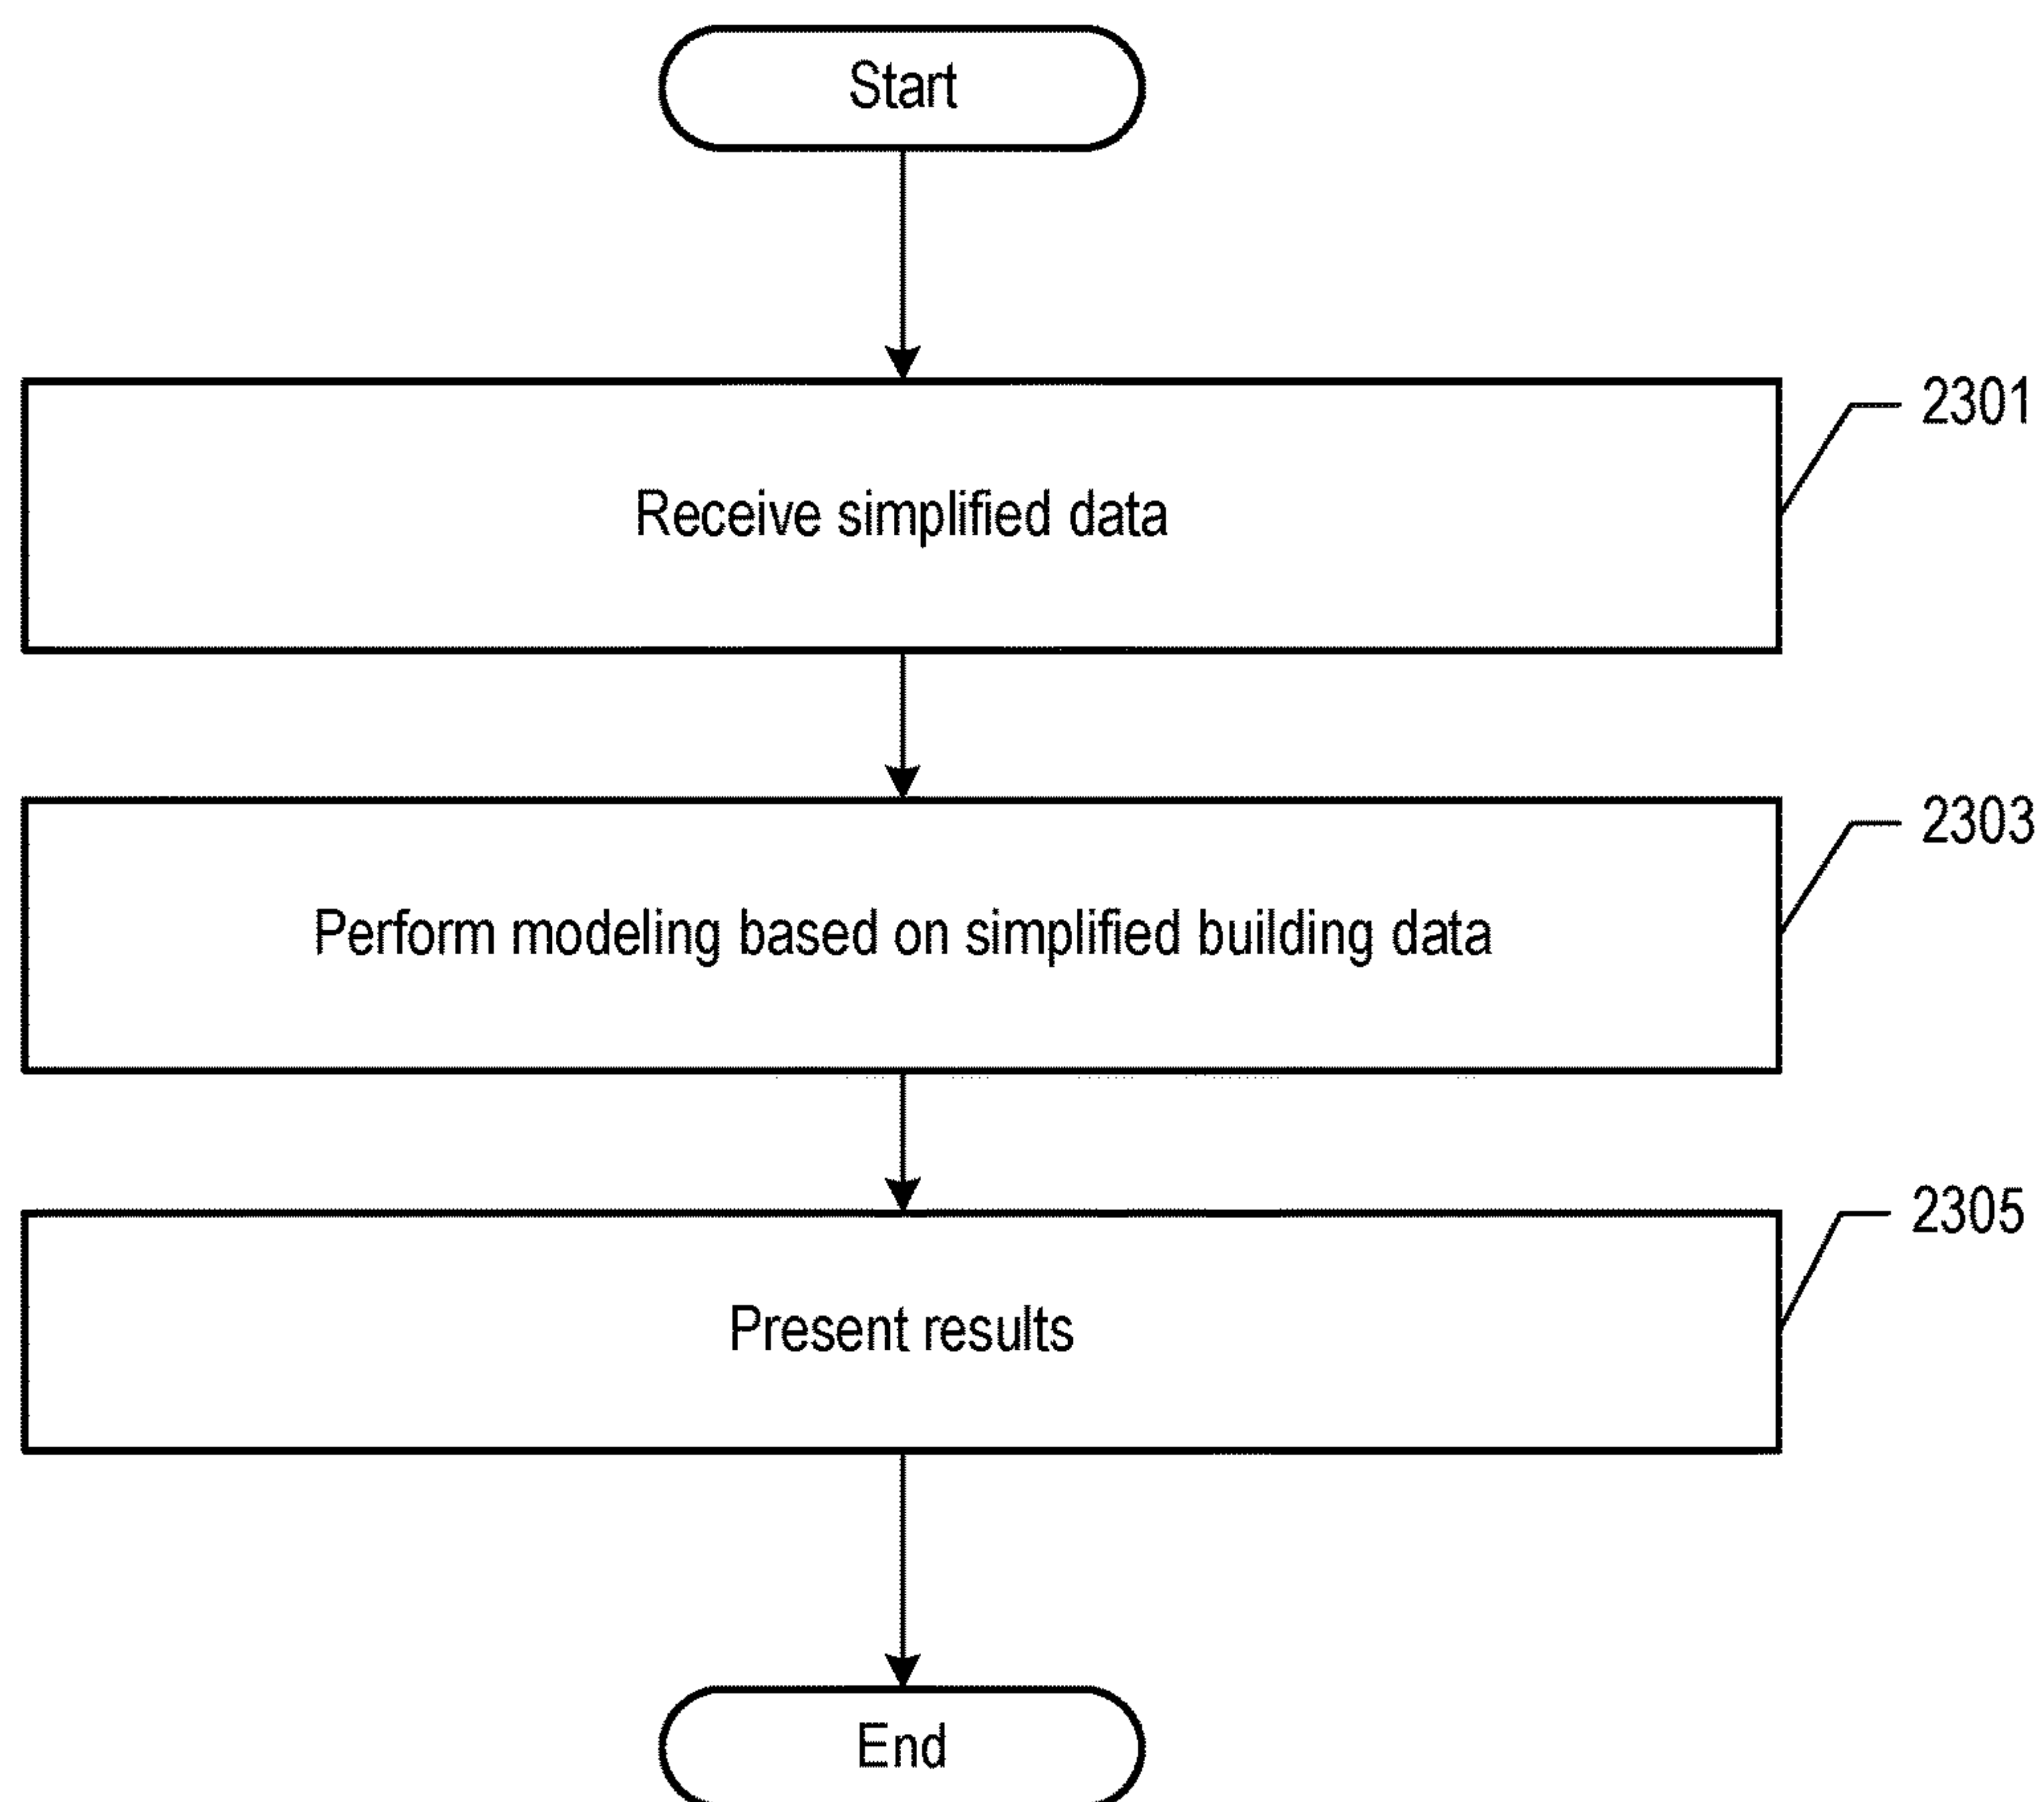 Start
2301
Receive simplified data
2303
Perform modeling based on simplified building data
2305
Present results
End